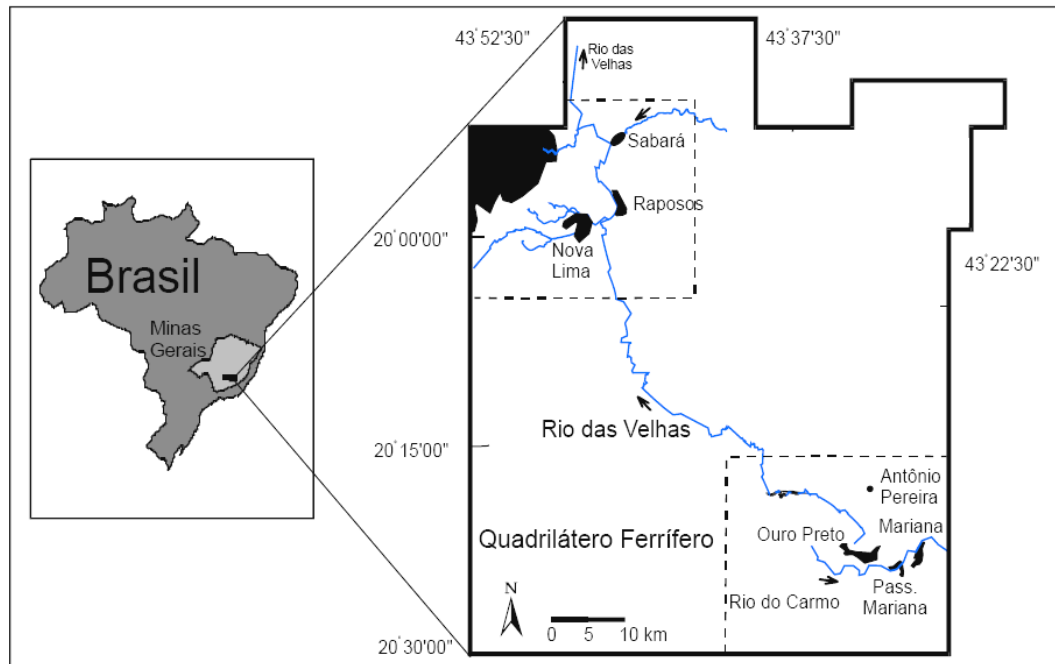 43°52'30"
43°37'30"
Rio das
Velhas
Sabará
Raposos
20°00'00"
Nova
Lima
43°22'30"
Brasil
Minas
Gerais
Rio das Velhas
20°15'00"
Antônio
Pereira
Quadrilátero Ferrífero
Ouro Preto
Mariana
Pass.
Mariana
Rio do Carmo
N
0 5 10 km
20°30'00"